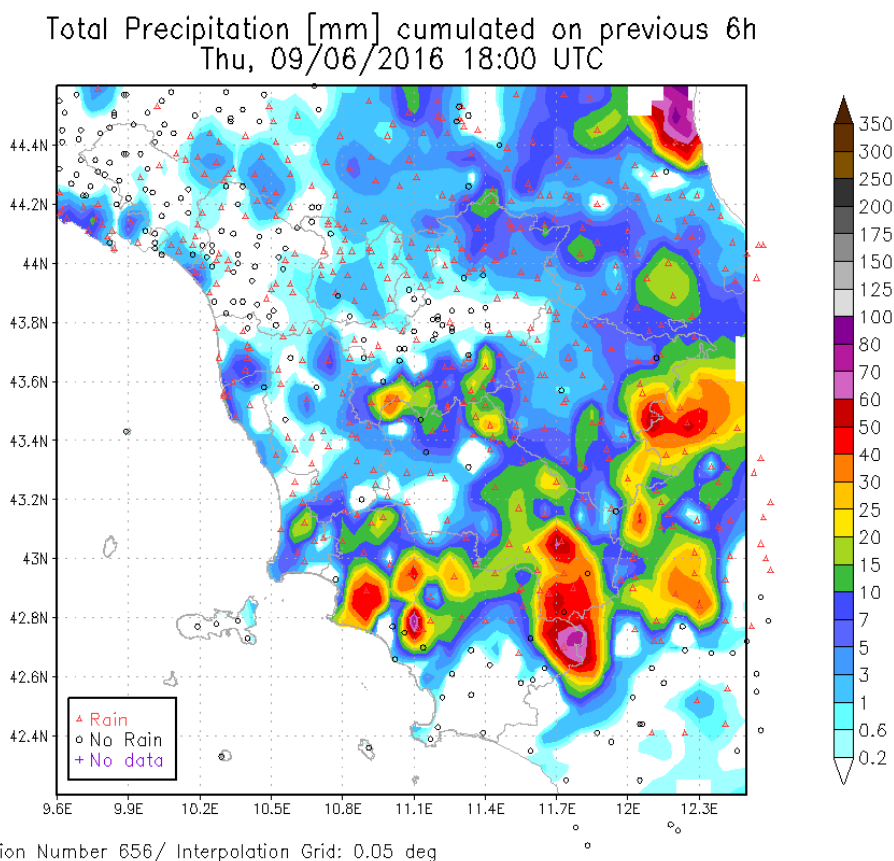 Total Precipitation [mm] cumulated on previous 6h
Thu, 09/06/2016 18:00 UTC
44.4N
44.2N
44N
43.8N
43.6N
43.4N
43.2N
43N
42.8N
42.6N
42.4N
9.6E 9.9E 10.2E 10.5E 10.8E 11.1E 11.4E 11.7E 12E 12.3E
Rain
No Rain
No data
350
300
250
200
175
150
125
100
80
70
60
50
40
30
25
20
15
10
7
5
3
1
0.6
0.2
ion Number 656/ Interpolation Grid: 0.05 deg